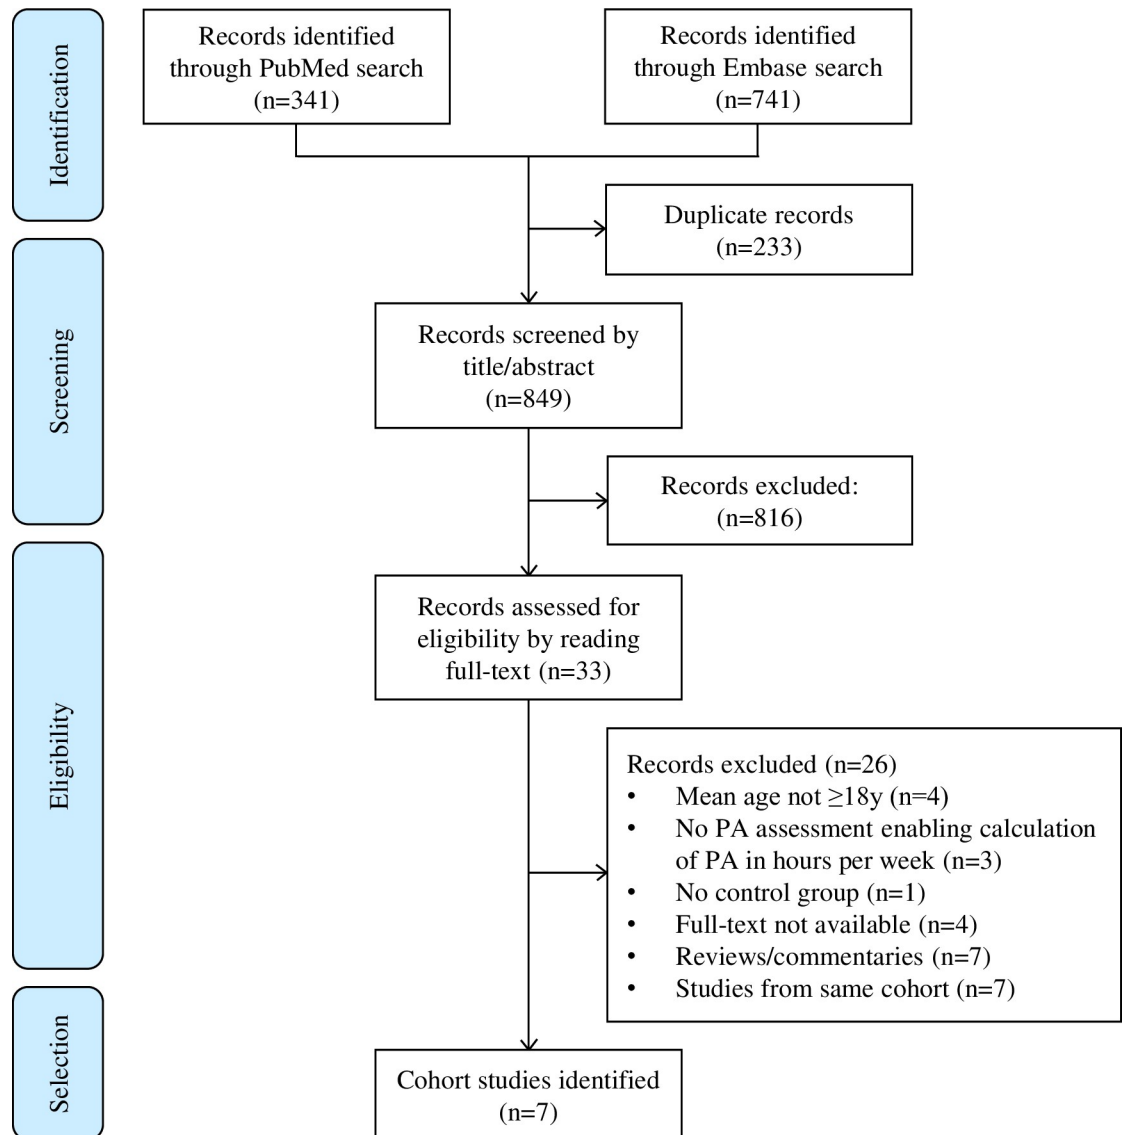 Identification
Records identified
through PubMed search
(n=341)
Records identified
through Embase search
(n=741)
Duplicate records
(n=233)
Screening
Records screened by
title/abstract
(n=849)
Records excluded:
(n=816)
Eligibility
Records assessed for
eligibility by reading
full-text (n=33)
Records excluded (n=26)
• Mean age not ≥18y (n=4)
• No PA assessment enabling calculation
of PA in hours per week (n=3)
• No control group (n=1)
• Full-text not available (n=4)
• Reviews/commentaries (n=7)
• Studies from same cohort (n=7)
Selection
Cohort studies identified
(n=7)